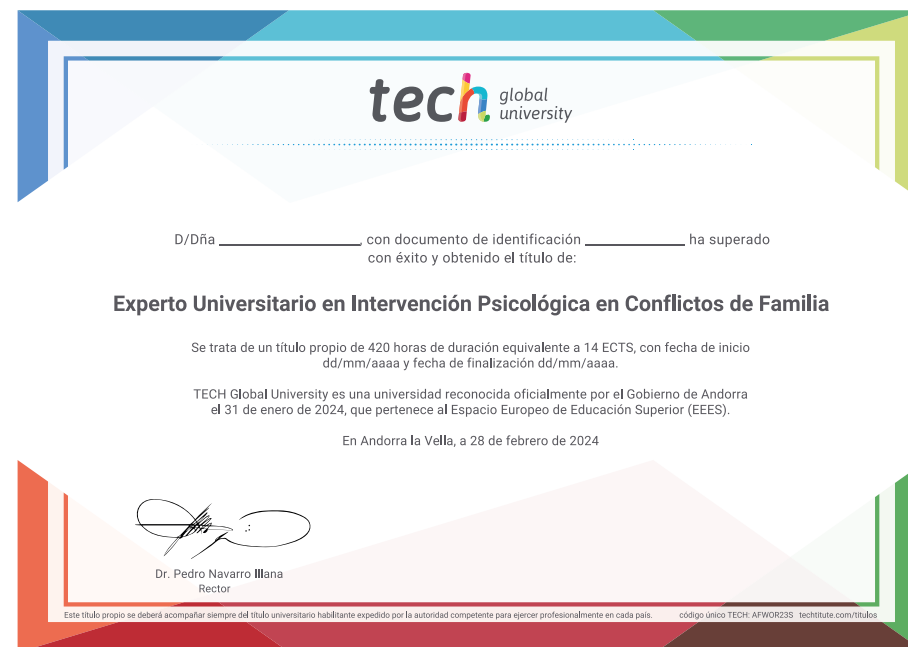 tech global university
D/Dña ______________, con documento de identificación __________ ha superado
con éxito y obtenido el título de:
Experto Universitario en Intervención Psicológica en Conflictos de Familia
Se trata de un título propio de 420 horas de duración equivalente a 14 ECTS, con fecha de inicio
dd/mm/aaaa y fecha de finalización dd/mm/aaaa.
TECH Global University es una universidad reconocida oficialmente por el Gobierno de Andorra
el 31 de enero de 2024, que pertenece al Espacio Europeo de Educación Superior (EEES).
En Andorra la Vella, a 28 de febrero de 2024
Dr. Pedro Navarro Illana
Rector
Este título propio se deberá acompañar siempre del título universitario habilitante expedido por la autoridad competente para ejercer profesionalmente en cada país. código único TECH: AFWOR23S techtitute.com/titulos